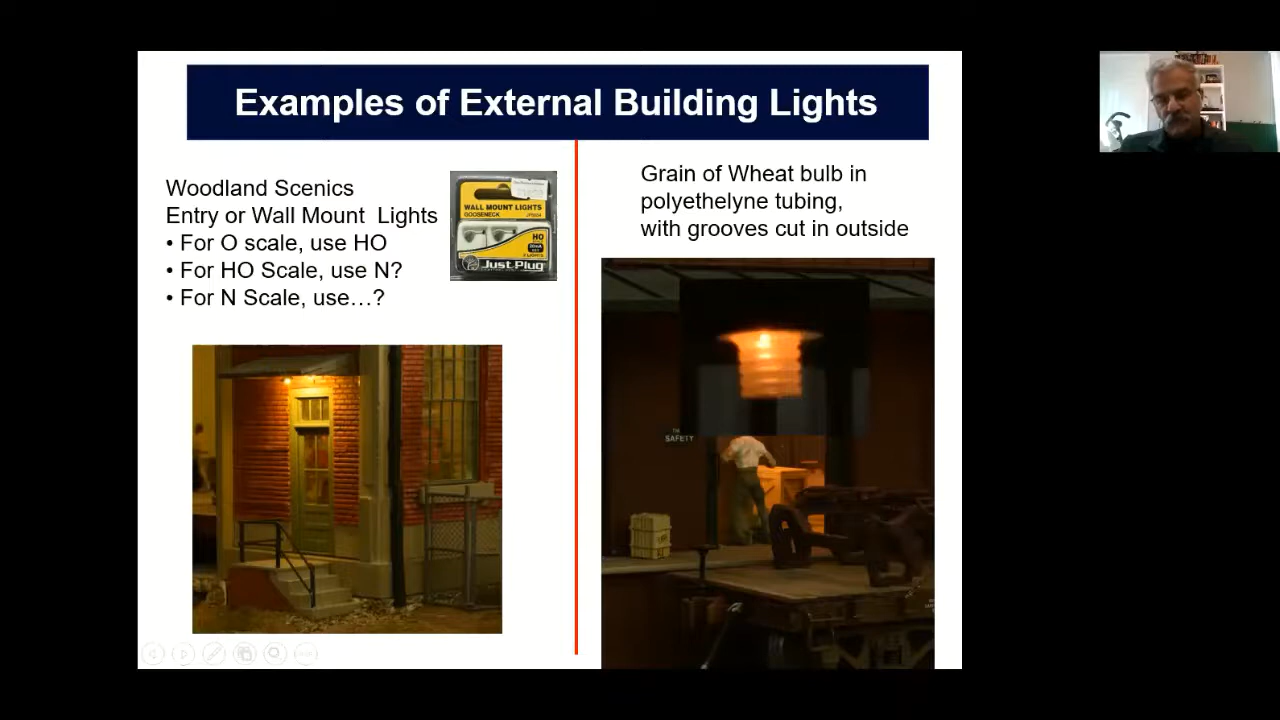 Examples of External Building Lights
Woodland Scenics
Entry or Wall Mount Lights
• For O scale, use HO
• For HO Scale, use N?
• For N Scale, use…?
WALL MOUNT LIGHTS
GOOSENECK
HO
Just Plug
Grain of Wheat bulb in
polyethelyne tubing,
with grooves cut in outside
SAFETY